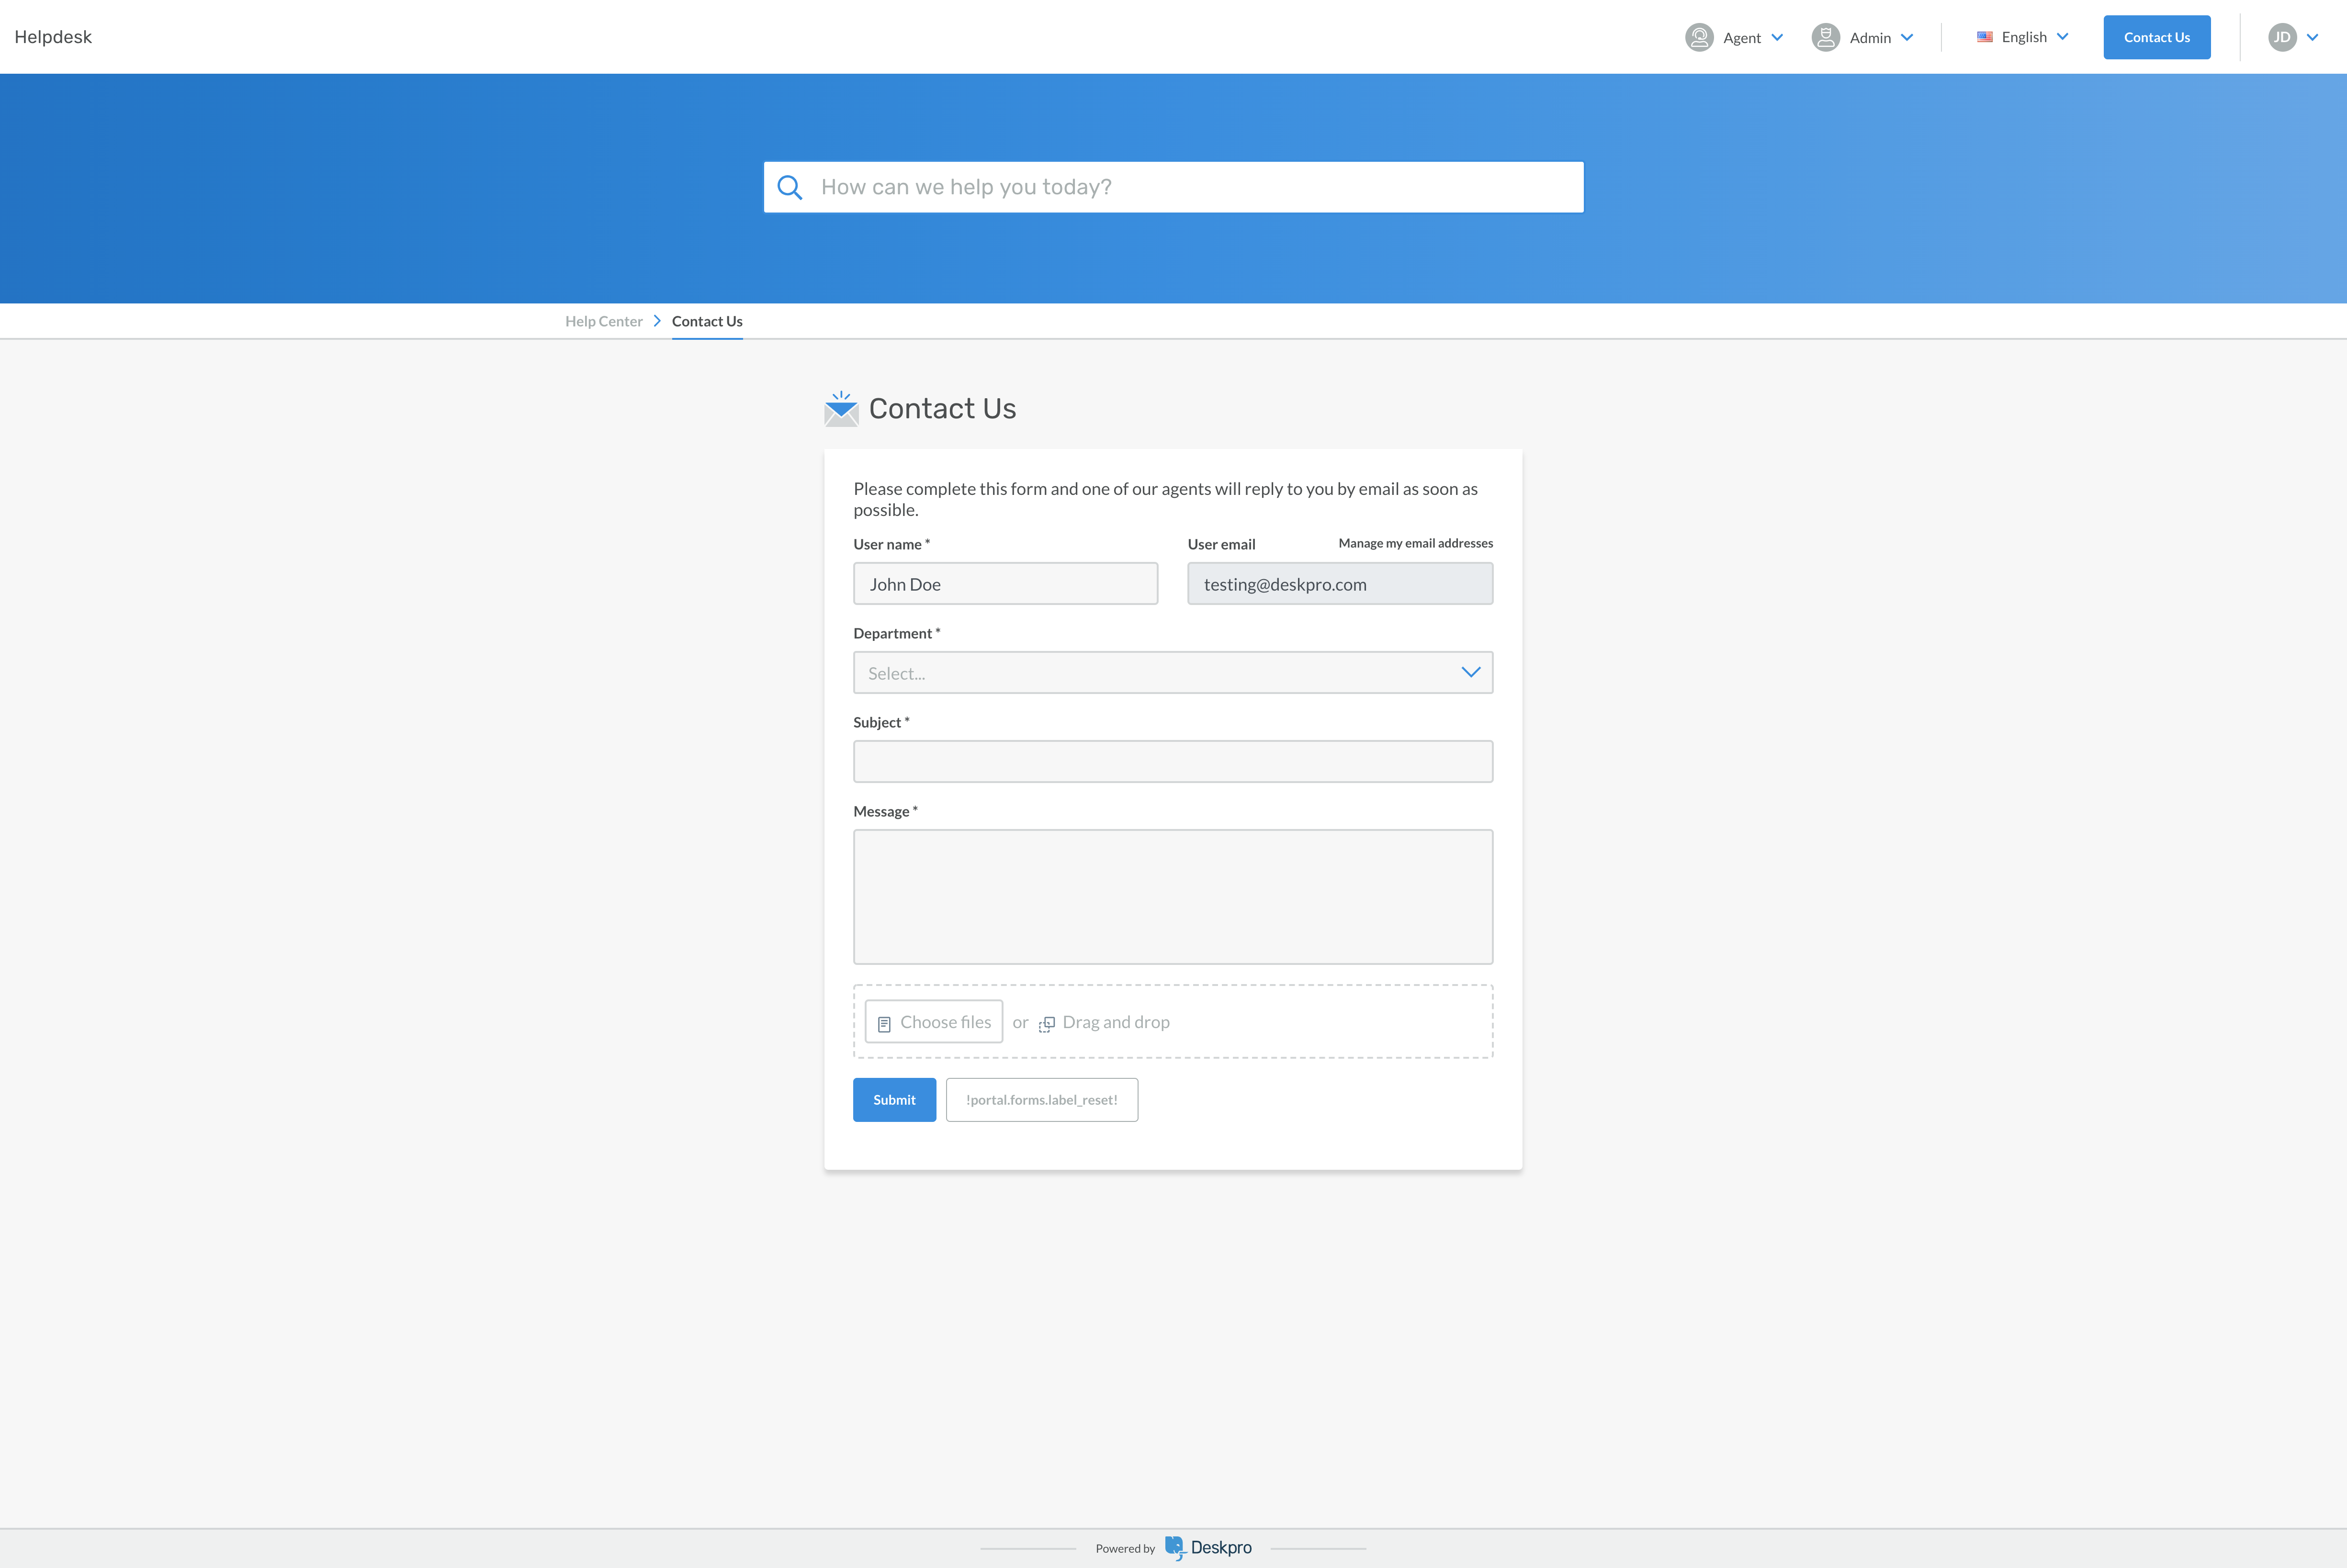 Helpdesk
Agent
Admin
English
Contact Us
JD
How can we help you today?
Help Center
Contact Us
Contact Us
Please complete this form and one of our agents will reply to you by email as soon as
possible.
User name *
User email
Manage my email addresses
John Doe
testing@deskpro.com
Department *
Select...
Subject *
Message *
Choose files or Drag and drop
Submit
!portal.forms.label_reset!
Powered by Deskpro